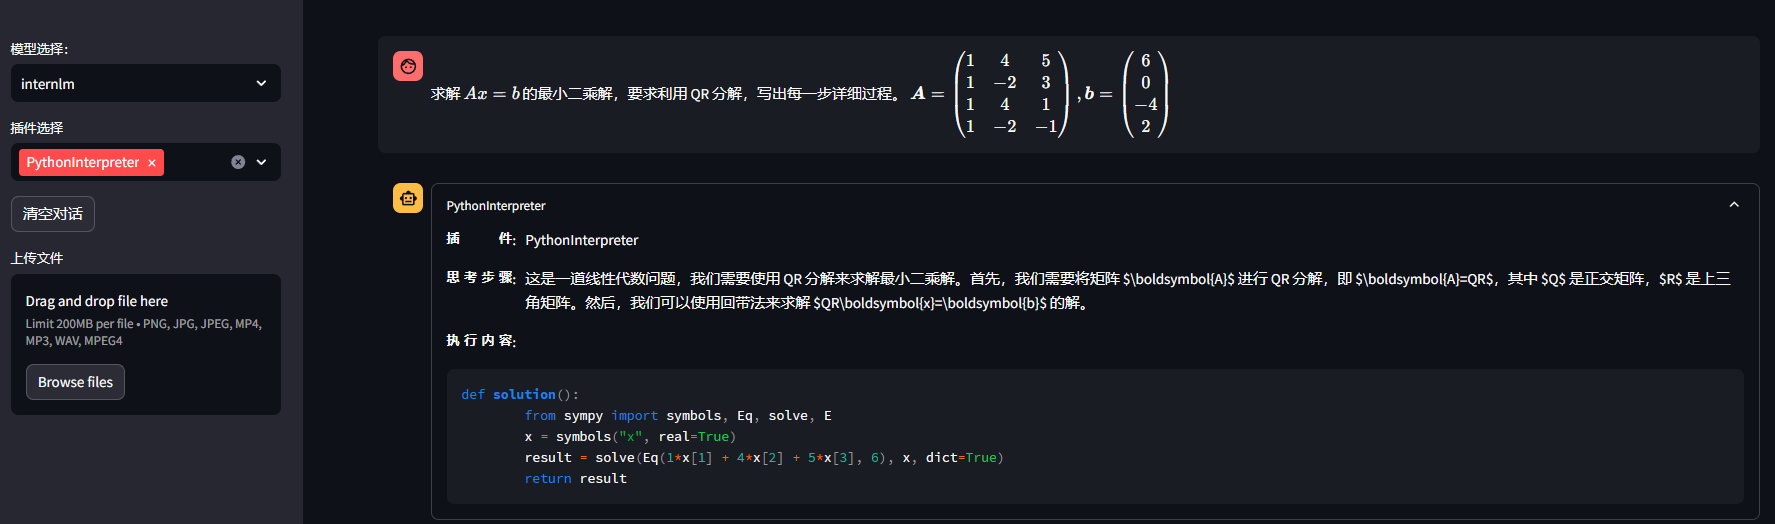 模型选择：
internlm
插件选择
PythonInterpreter ×
清空对话
上传文件
Drag and drop file here
Limit 200MB per file • PNG, JPG, JPEG, MP4,
MP3, WAV, MPEG4
Browse files
求解 Ax = b 的最小二乘解，要求利用 QR 分解，写出每一步详细过程。 A = (1 4 5; 1 −2 3; 1 4 1; 1 −2 −1), b = (6; 0; −4; 2)
PythonInterpreter
插 件：PythonInterpreter
思考步骤：这是一道线性代数问题，我们需要使用 QR 分解来求解最小二乘解。首先，我们需要将矩阵 $\boldsymbol{A}$ 进行 QR 分解，即 $\boldsymbol{A}=QR$，其中 $Q$ 是正交矩阵，$R$ 是上三
角矩阵。然后，我们可以使用回带法来求解 $QR\boldsymbol{x}=\boldsymbol{b}$ 的解。
执行内容：
def solution():
from sympy import symbols, Eq, solve, E
x = symbols("x", real=True)
result = solve(Eq(1*x[1] + 4*x[2] + 5*x[3], 6), x, dict=True)
return result